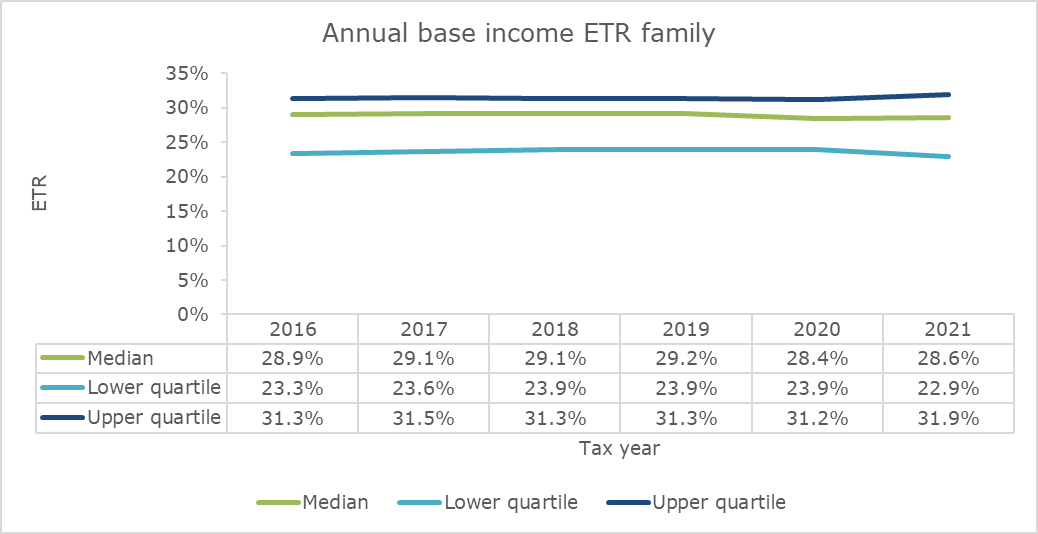 Annual base income ETR family
35%
30%
25%
20%
15%
10%
5%
0%
ETR
2016 2017 2018 2019 2020 2021
Median 28.9% 29.1% 29.1% 29.2% 28.4% 28.6%
Lower quartile 23.3% 23.6% 23.9% 23.9% 23.9% 22.9%
Upper quartile 31.3% 31.5% 31.3% 31.3% 31.2% 31.9%
Tax year
Median Lower quartile Upper quartile